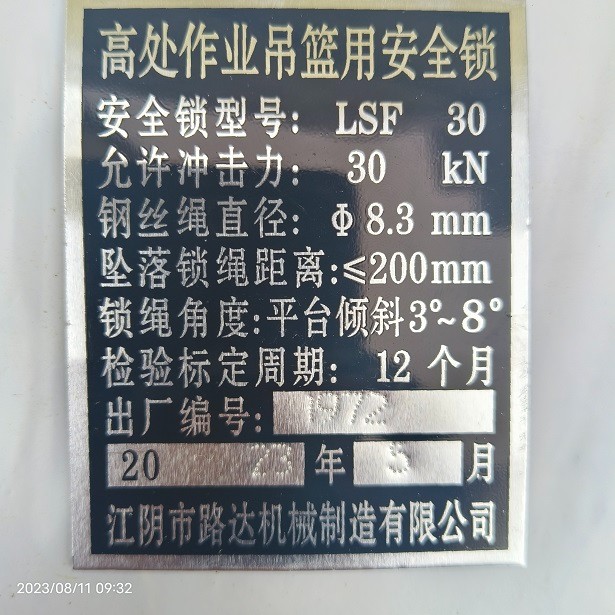 高处作业吊篮用安全锁
安全锁型号: LSF 30
允许冲击力: 30 kN
钢丝绳直径: Φ8.3 mm
坠落锁绳距离:≤200mm
锁绳角度:平台倾斜3°~8°
检验标定周期: 12 个月
出厂编号: 1972
20 23 年 5 月
江阴市路达机械制造有限公司
2023/08/11 09:32